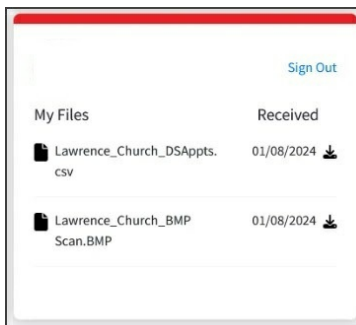 Sign Out
My Files Received
Lawrence_Church_DSAppts. 01/08/2024
csv
Lawrence_Church_BMP 01/08/2024
Scan.BMP